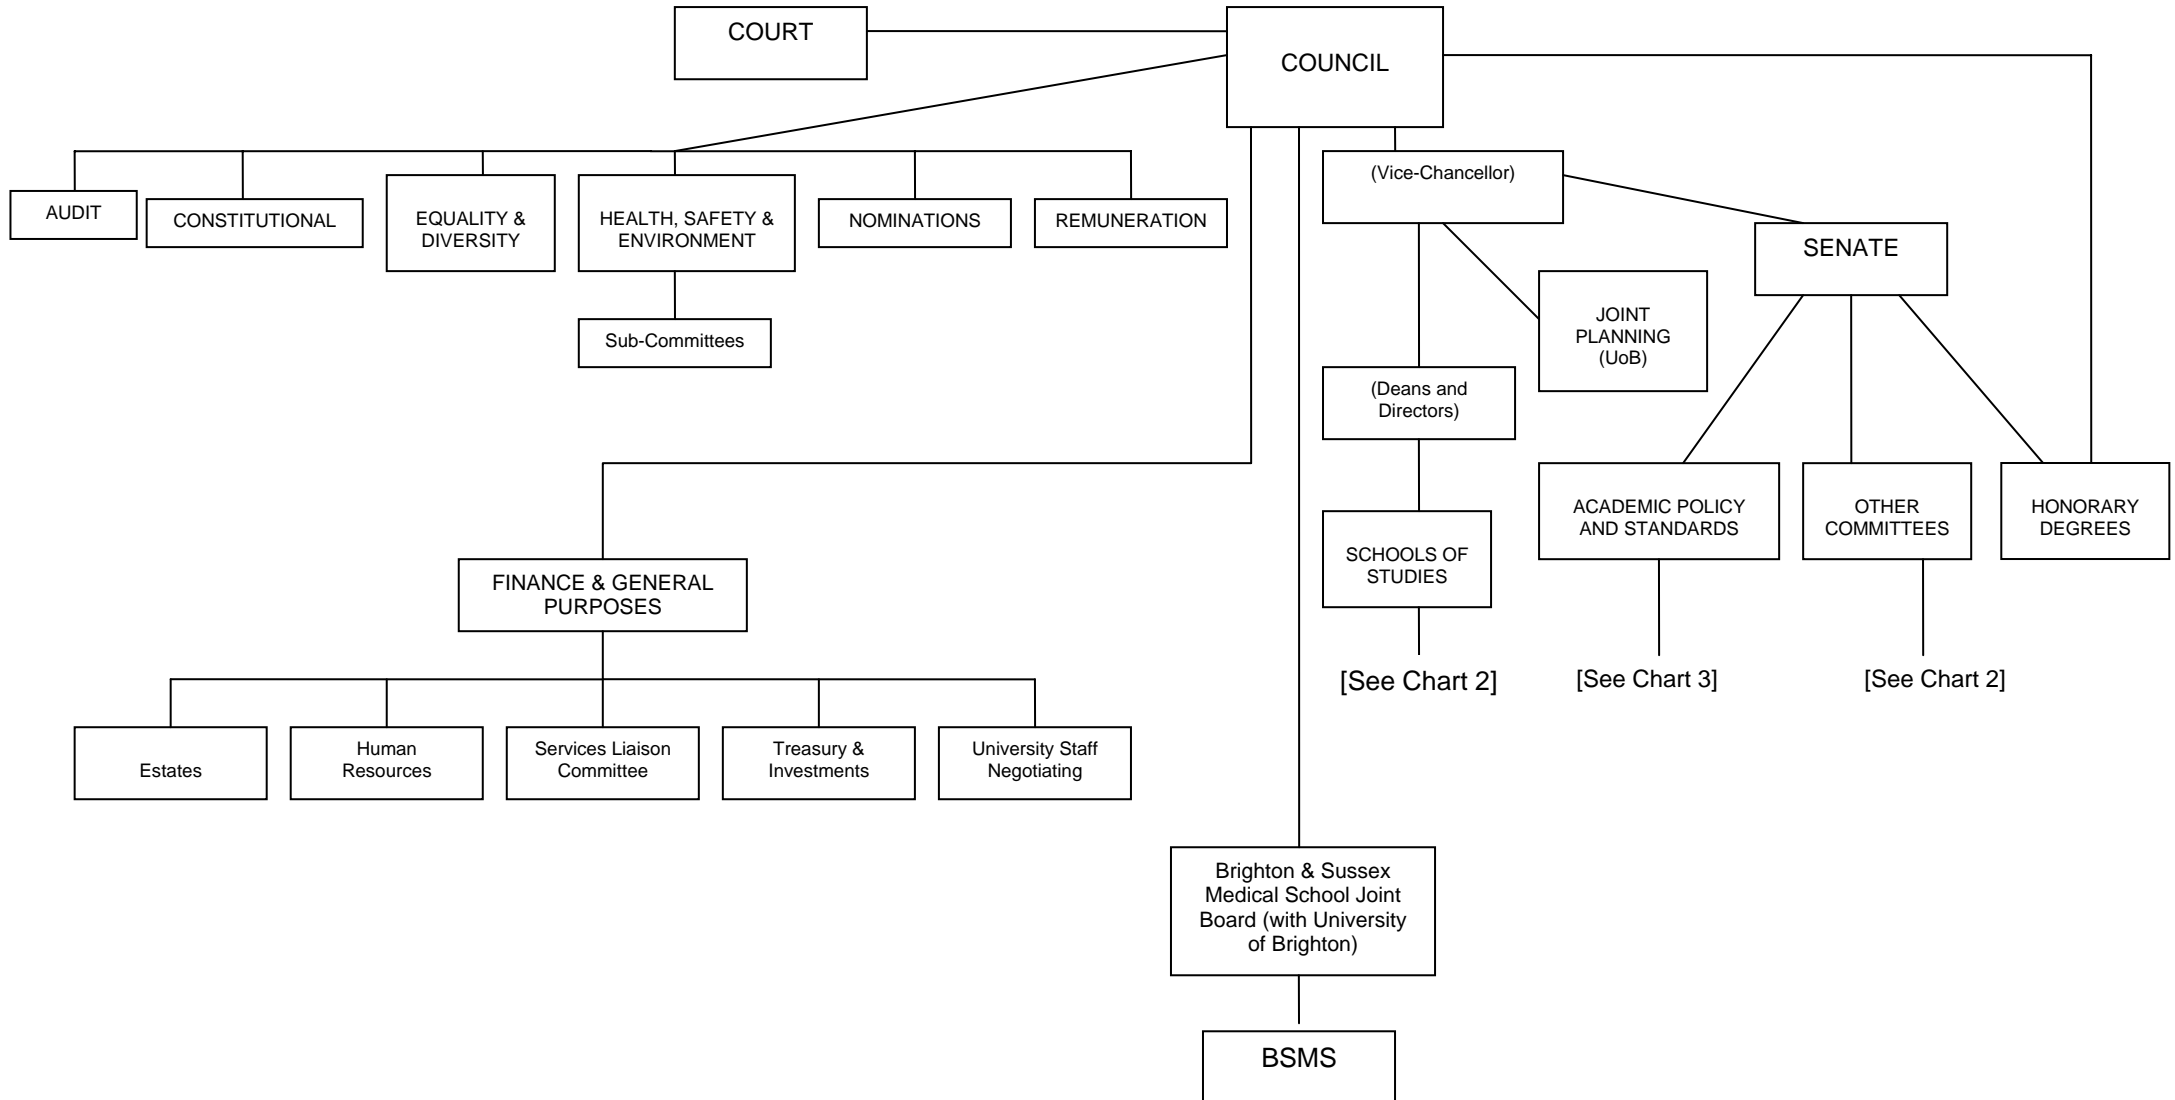 COURT
COUNCIL
(Vice-Chancellor)
AUDIT
CONSTITUTIONAL
EQUALITY &
DIVERSITY
HEALTH, SAFETY &
ENVIRONMENT
NOMINATIONS
REMUNERATION
SENATE
Sub-Committees
JOINT
PLANNING
(UoB)
(Deans and
Directors)
SCHOOLS OF
STUDIES
ACADEMIC POLICY
AND STANDARDS
OTHER
COMMITTEES
HONORARY
DEGREES
FINANCE & GENERAL
PURPOSES
[See Chart 2]
[See Chart 3]
[See Chart 2]
Estates
Human
Resources
Services Liaison
Committee
Treasury &
Investments
University Staff
Negotiating
Brighton & Sussex
Medical School Joint
Board (with University
of Brighton)
BSMS